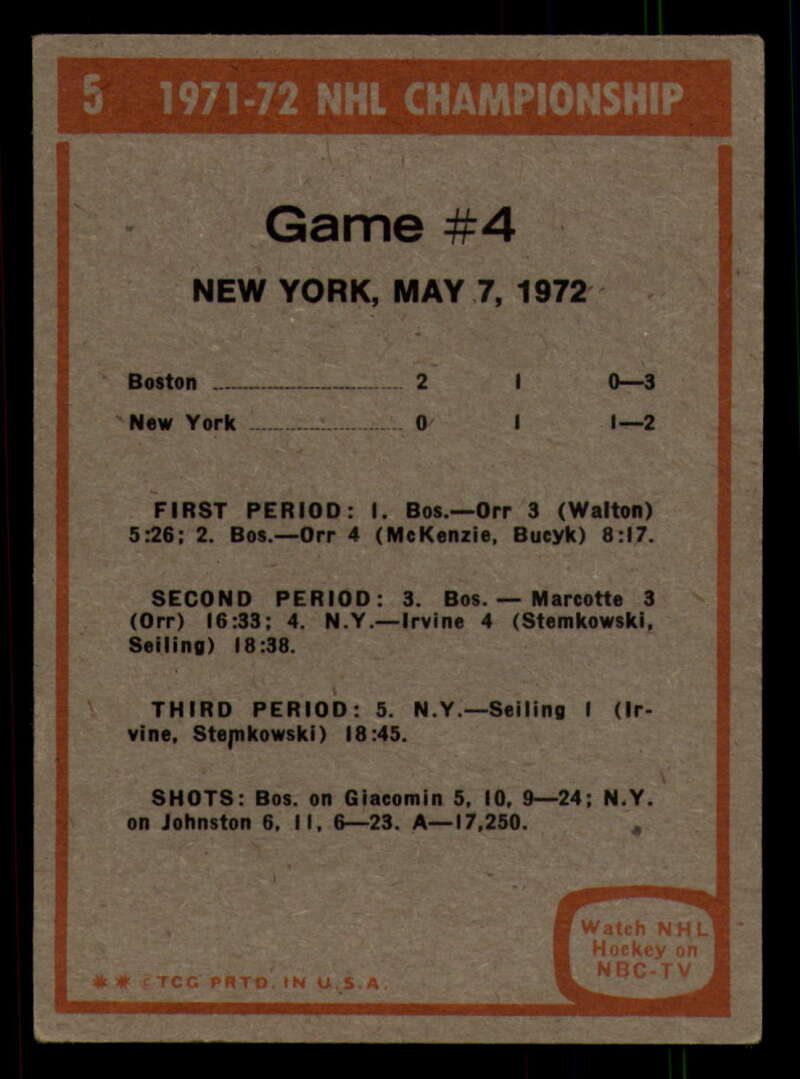 5 1971-72 NHL CHAMPIONSHIP
Game #4
NEW YORK, MAY 7, 1972
Boston ........................ 2 1 0—3
New York ........................ 0 1 1—2
FIRST PERIOD: 1. Bos.—Orr 3 (Walton)
5:26; 2. Bos.—Orr 4 (McKenzie, Bucyk) 8:17.
SECOND PERIOD: 3. Bos. — Marcotte 3
(Orr) 16:33; 4. N.Y.—Irvine 4 (Stemkowski,
Seiling) 18:38.
THIRD PERIOD: 5. N.Y.—Seiling 1 (Ir-
vine, Stemkowski) 18:45.
SHOTS: Bos. on Giacomin 5, 10, 9—24; N.Y.
on Johnston 6, 11, 6—23. A—17,250.
Watch NHL
Hockey on
NBC-TV
** © TCG PRTD. IN U.S.A.